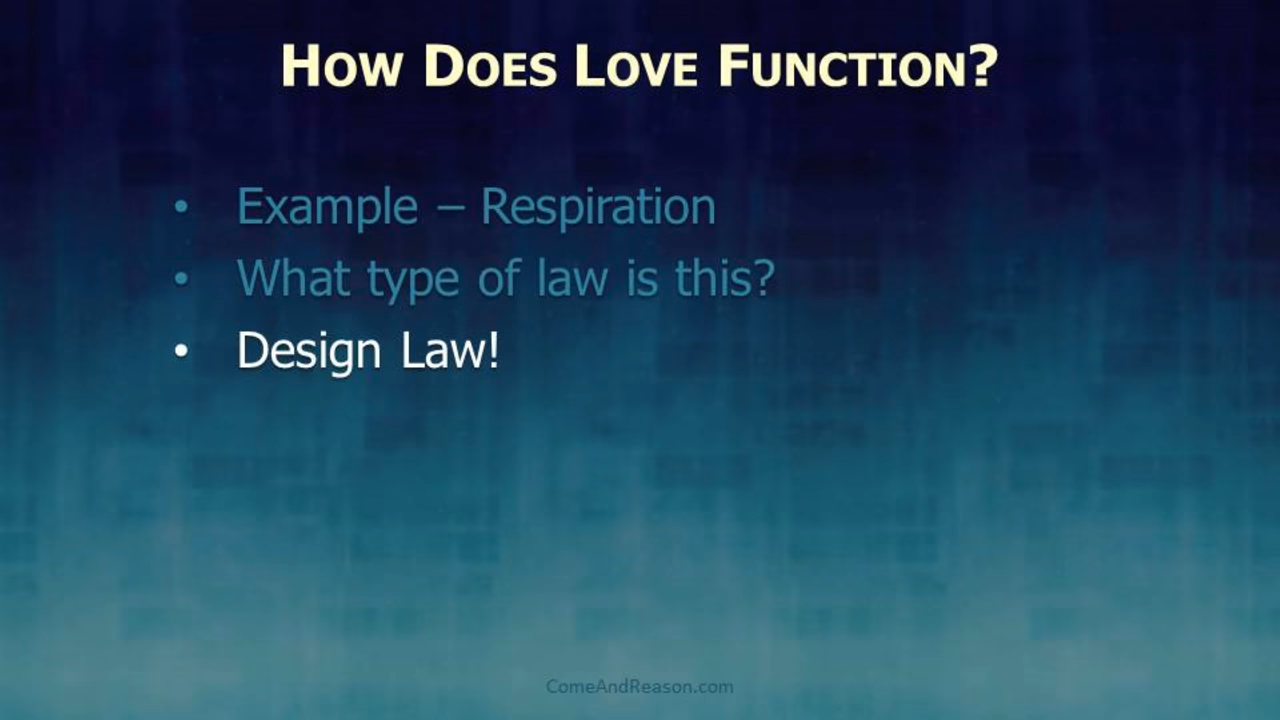 How Does Love Function?
• Example – Respiration
• What type of law is this?
• Design Law!
ComeAndReason.com